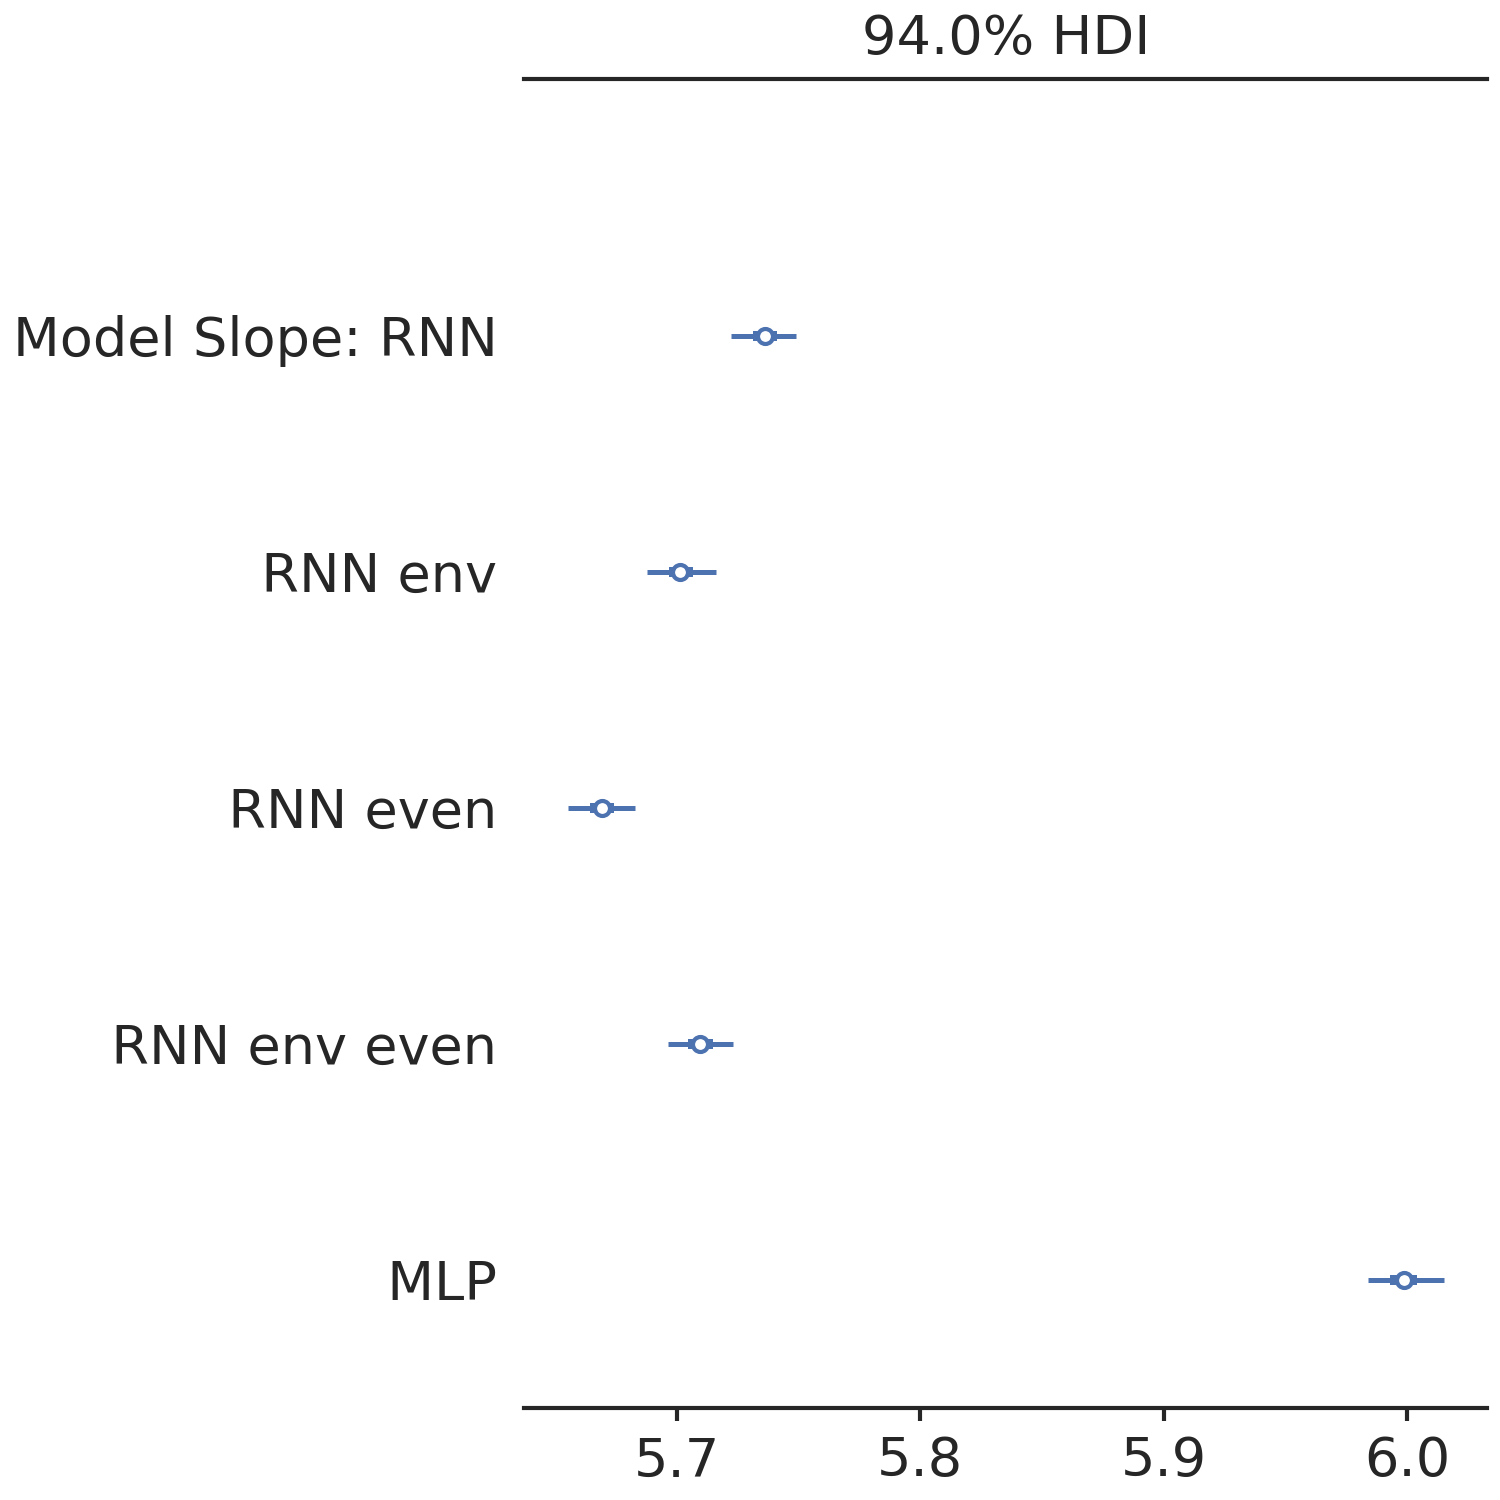 94.0% HDI
Model Slope: RNN
RNN env
RNN even
RNN env even
MLP
5.7 5.8 5.9 6.0